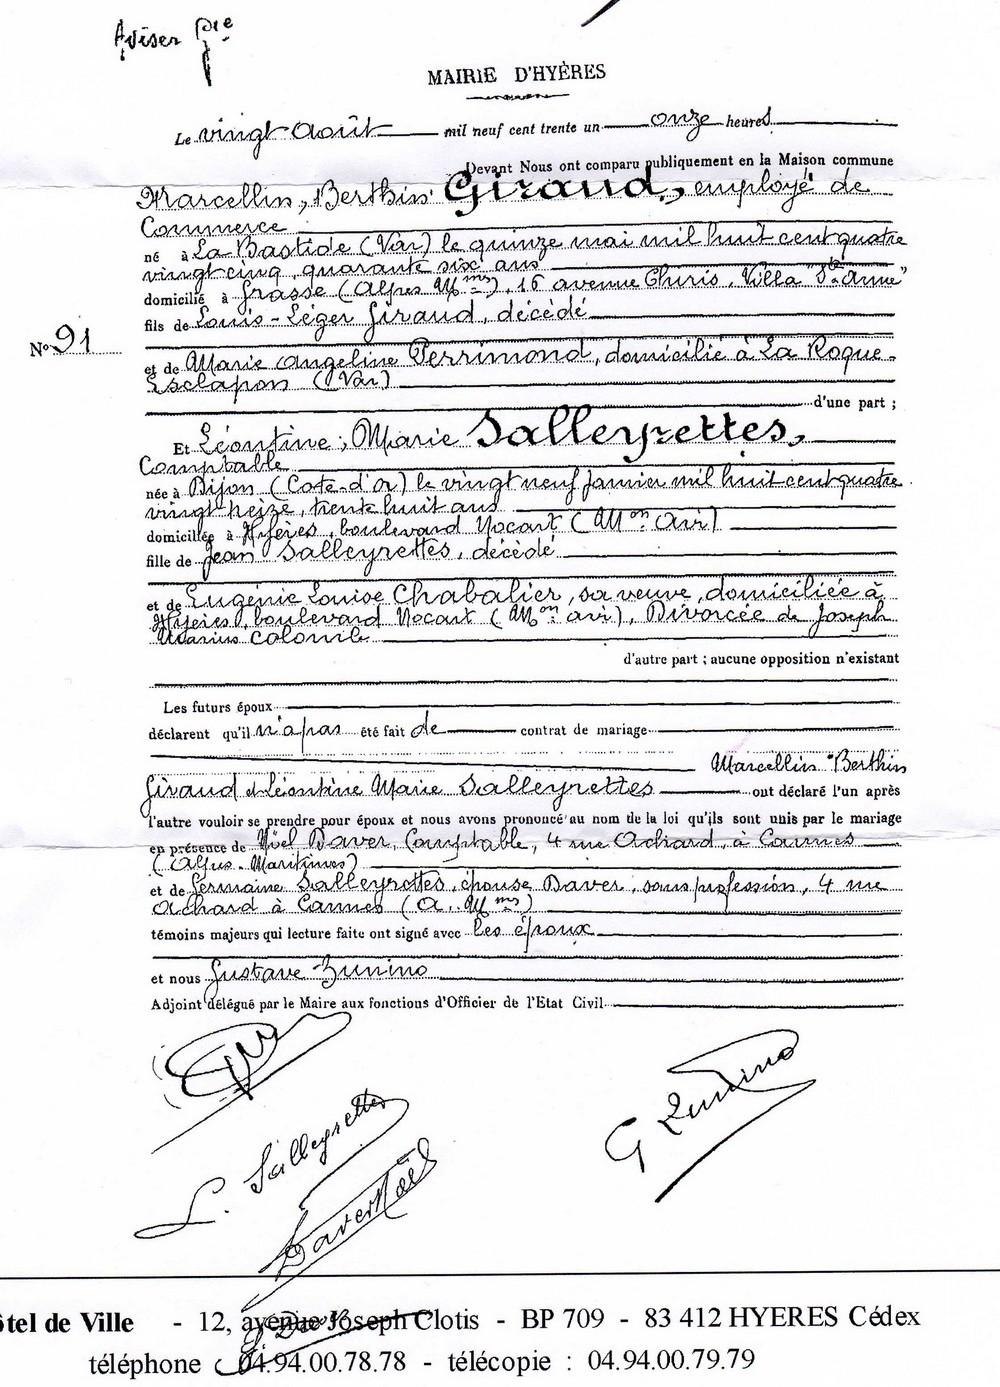 Aviser
MAIRIE D'HYÈRES
Le vingt août mil neuf cent trente un onze heures
Devant Nous ont comparu publiquement en la Maison commune
Marcellin, Berthin Giraud, employé de
Commerce
né à La Bastide (Var) le quinze mai mil huit cent quatre
vingt cinq, quarante six ans
domicilié à Grasse (Alpes Mmes), 16 avenue Thuris, Villa "Ste Anne"
fils de Louis-Léger Giraud, décédé
No 91
et de Marie Angeline Perrimond, domicilié à La Roque-
Esclapon (Var)
d'une part ;
Et Léontine, Marie Salleyrettes,
Comptable
née à Dijon (Cote-d'or) le vingt neuf Janvier mil huit cent quatre
vingt treize, trente huit ans
domiciliée à Hyères, boulevard Nocart (Mon Avi)
fille de Jean Salleyrettes, décédé
et de Eugénie Louise Chabalier, sa veuve, domiciliée à
Hyères, boulevard Nocart (Mon avi), Divorcée de Joseph
Marius
d'autre part ; aucune opposition n'existant
Les futurs époux
déclarent qu'il n'a pas été fait de contrat de mariage
Marcellin Berthin
Giraud et Léontine Marie Salleyrettes ont déclaré l'un après
l'autre vouloir se prendre pour époux et nous avons prononcé au nom de la loi qu'ils sont unis par le mariage
en présence de Noël Daver, Comptable, 4 rue Achard, à Cannes
(Alpes-Maritimes)
et de Germaine Salleyrettes, épouse Daver, sans profession, 4 rue
Achard à Cannes (A. Mmes)
témoins majeurs qui lecture faite ont signé avec les époux
et nous Gustave Zunino
Adjoint délégué par le Maire aux fonctions d'Officier de l'Etat Civil
G Zunino
L. Salleyrettes
Daver Noël
ôtel de Ville - 12, avenue Joseph Clotis - BP 709 - 83 412 HYERES Cédex
téléphone 04.94.00.78.78 - télécopie : 04.94.00.79.79